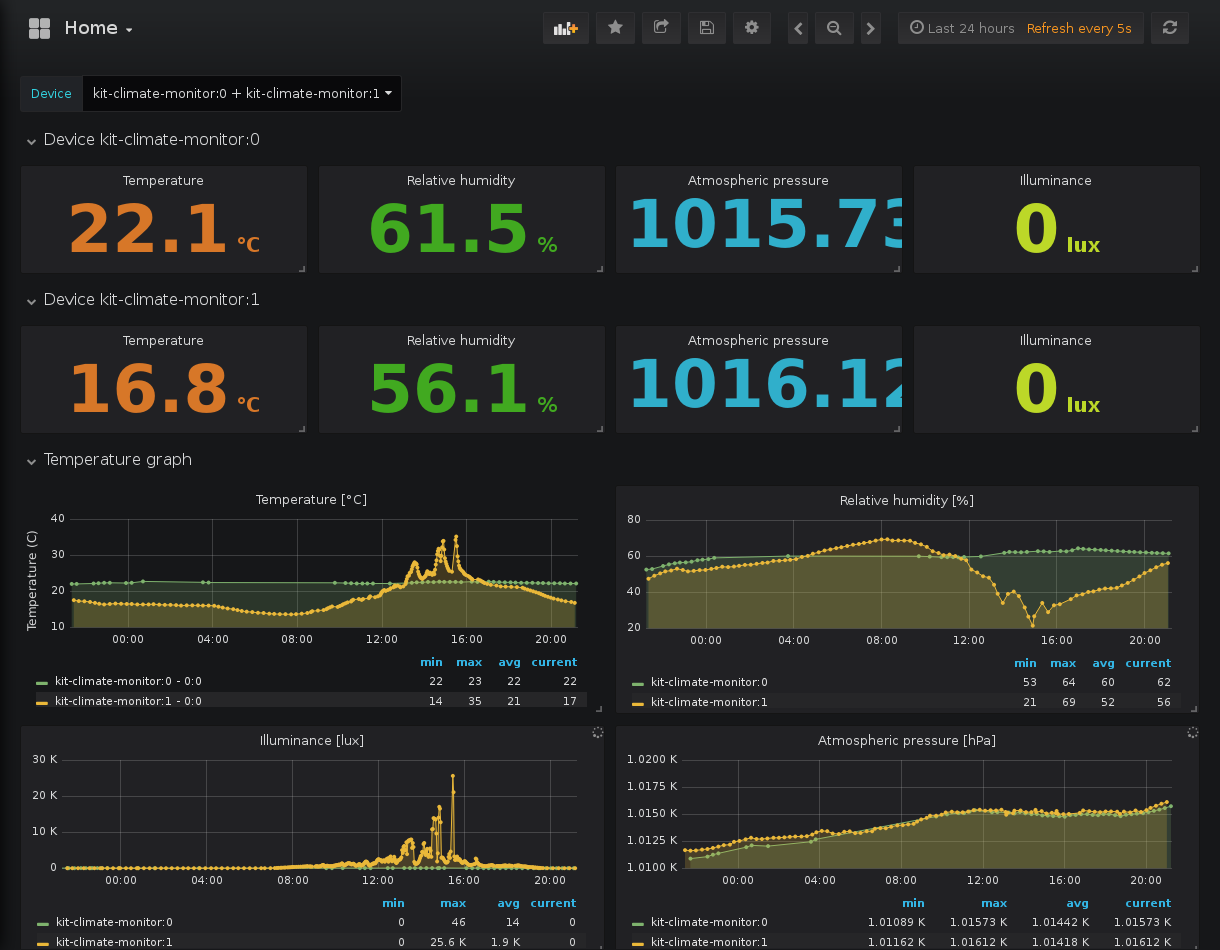 Home
Last 24 hours Refresh every 5s
Device kit-climate-monitor:0 + kit-climate-monitor:1
Device kit-climate-monitor:0
Temperature Relative humidity Atmospheric pressure Illuminance
22.1 °C 61.5 % 1015.73 0 lux
Device kit-climate-monitor:1
Temperature Relative humidity Atmospheric pressure Illuminance
16.8 °C 56.1 % 1016.12 0 lux
Temperature graph
Temperature [°C]
Temperature (C)
40
30
20
10
00:00 04:00 08:00 12:00 16:00 20:00
min max avg current
kit-climate-monitor:0 - 0:0 22 23 22 22
kit-climate-monitor:1 - 0:0 14 35 21 17
Relative humidity [%]
80
60
40
20
00:00 04:00 08:00 12:00 16:00 20:00
min max avg current
kit-climate-monitor:0 53 64 60 62
kit-climate-monitor:1 21 69 52 56
Illuminance [lux]
30 K
20 K
10 K
0
00:00 04:00 08:00 12:00 16:00 20:00
min max avg current
kit-climate-monitor:0 0 46 14 0
kit-climate-monitor:1 0 25.6 K 1.9 K 0
Atmospheric pressure [hPa]
1.0200 K
1.0175 K
1.0150 K
1.0125 K
1.0100 K
00:00 04:00 08:00 12:00 16:00 20:00
min max avg current
kit-climate-monitor:0 1.01089 K 1.01573 K 1.01442 K 1.01573 K
kit-climate-monitor:1 1.01162 K 1.01612 K 1.01418 K 1.01612 K